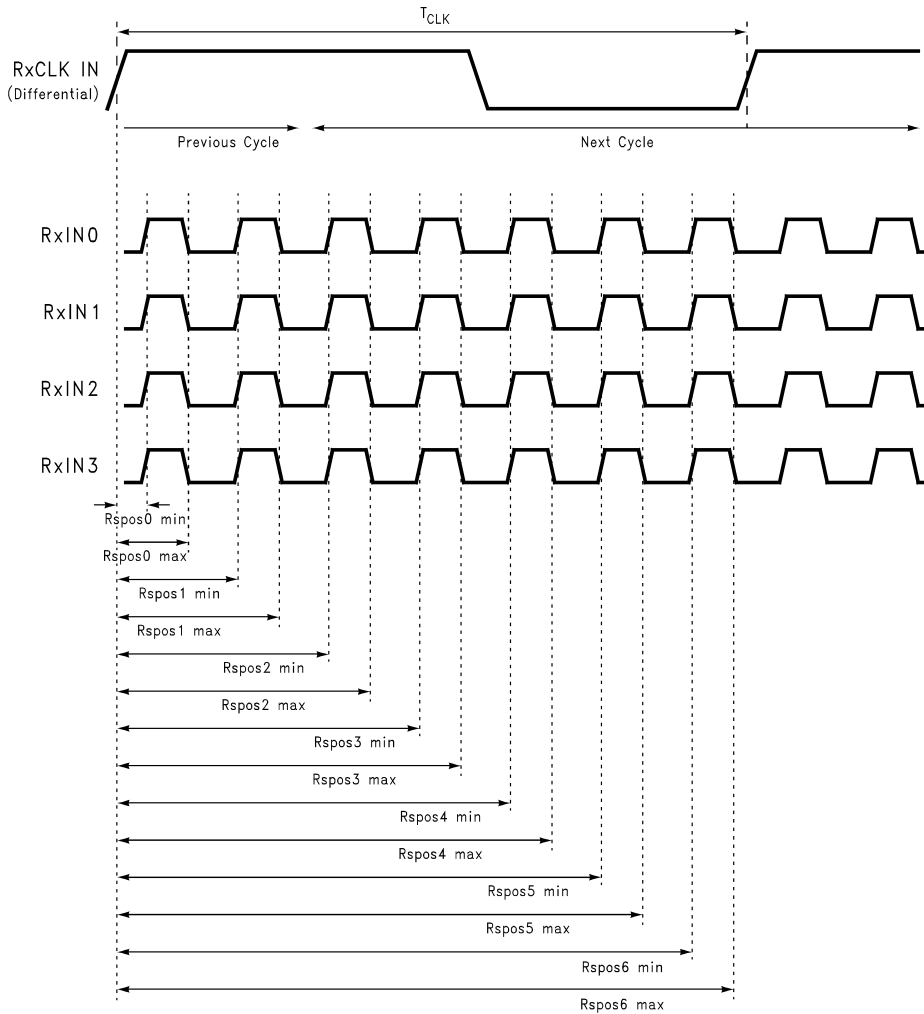 T_CLK
RxCLK IN
(Differential)
Previous Cycle
Next Cycle
RxIN0
RxIN1
RxIN2
RxIN3
Rspos0 min
Rspos0 max
Rspos1 min
Rspos1 max
Rspos2 min
Rspos2 max
Rspos3 min
Rspos3 max
Rspos4 min
Rspos4 max
Rspos5 min
Rspos5 max
Rspos6 min
Rspos6 max